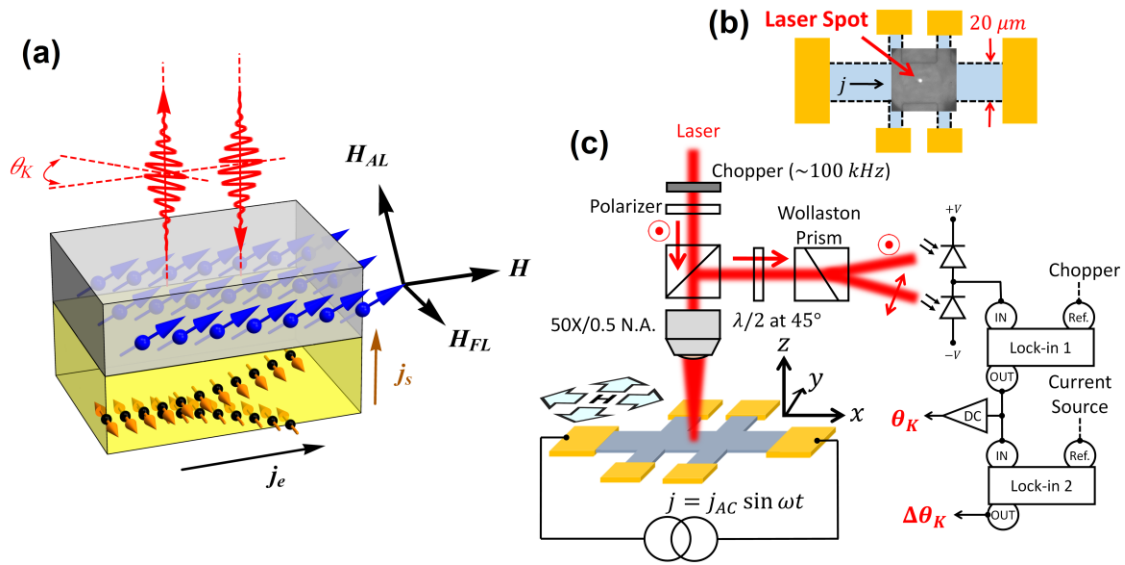 (a)
θK
HAL
H
HFL
js
je
(b)
Laser Spot
20 μm
j
(c)
Laser
Chopper (~100 kHz)
Polarizer
Wollaston
Prism
+V
Chopper
50X/0.5 N.A.
λ/2 at 45°
−V
IN
Ref.
Lock-in 1
OUT
z
y
x
H
Current
Source
θK
DC
IN
Ref.
Lock-in 2
ΔθK
OUT
j = jAC sin ωt